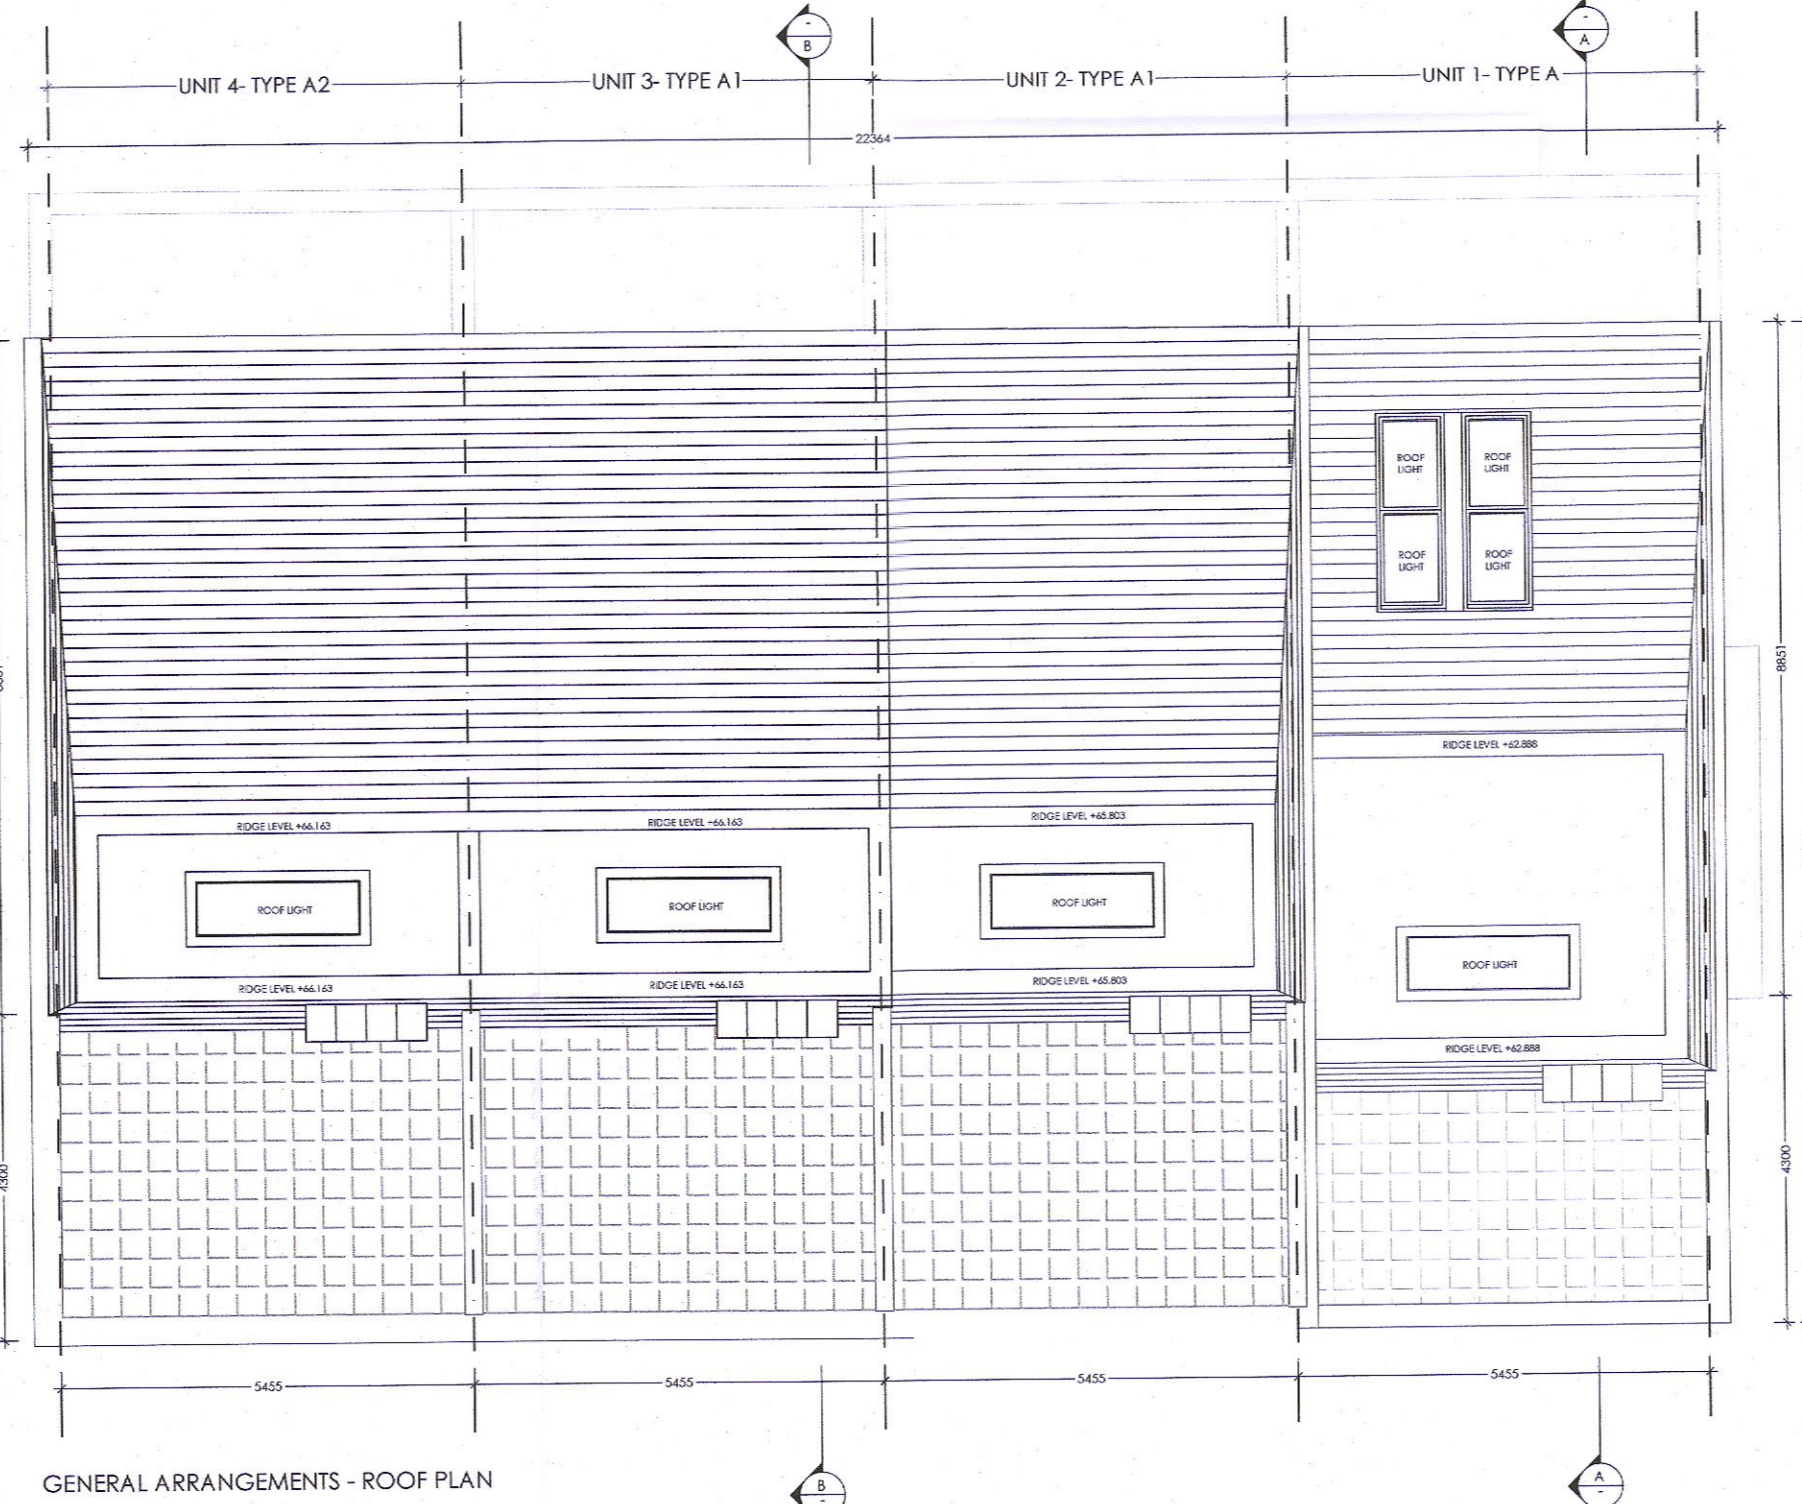 B
A
UNIT 4- TYPE A2
UNIT 3- TYPE A1
UNIT 2- TYPE A1
UNIT 1- TYPE A
22364
ROOF LIGHT
ROOF LIGHT
ROOF LIGHT
ROOF LIGHT
8851
RIDGE LEVEL +62.888
RIDGE LEVEL +66.163
RIDGE LEVEL +66.163
RIDGE LEVEL +65.803
ROOF LIGHT
ROOF LIGHT
ROOF LIGHT
ROOF LIGHT
RIDGE LEVEL +66.163
RIDGE LEVEL +66.163
RIDGE LEVEL +65.803
RIDGE LEVEL +62.888
4300
4300
5455
5455
5455
5455
GENERAL ARRANGEMENTS - ROOF PLAN
B
A